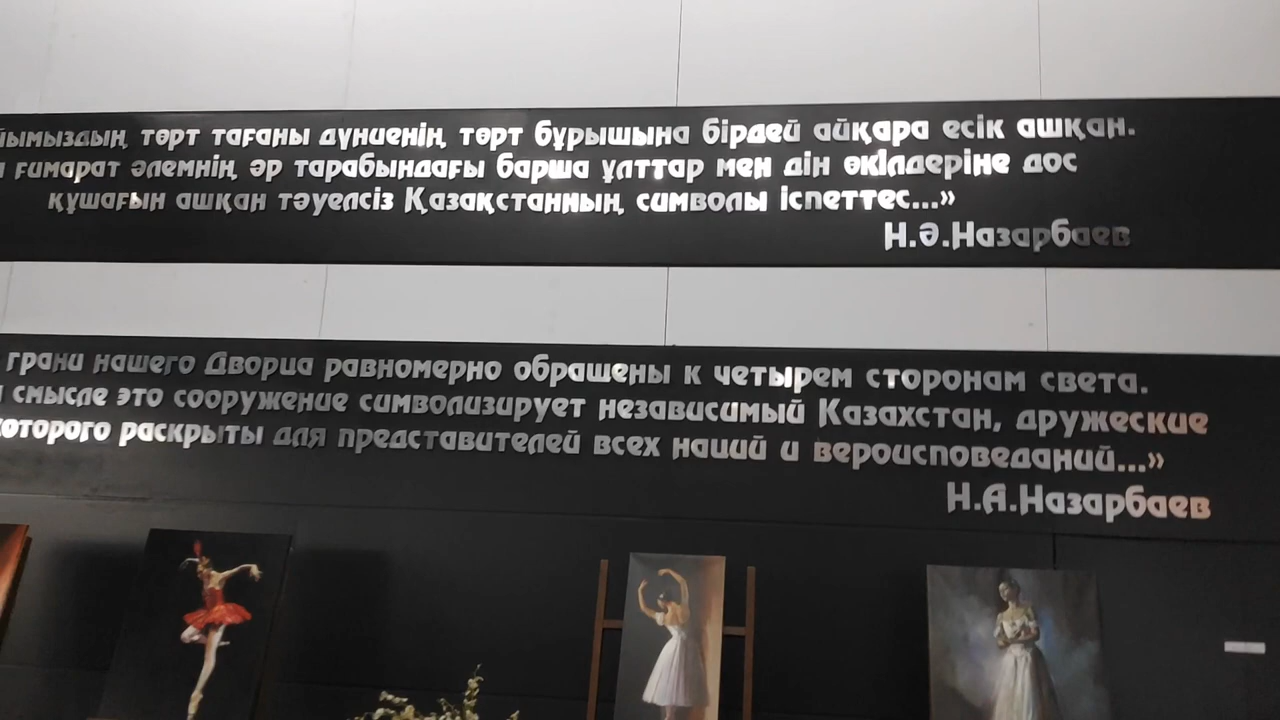 төрт тағаны дүниенің төрт бұрышына бірдей айқара есік ашқан.
ғимарат әлемнің әр тарабындағы барша ұлттар мен дін өкілдеріне дос
құшағын ашқан тәуелсіз Қазақстанның символы іспеттес...»
Н.Ә.Назарбаев
грани нашего Дворца равномерно обращены к четырем сторонам света.
смысле это сооружение символизирует независимый Казахстан, дружеские
которого раскрыты для представителей всех наций и вероисповеданий...»
Н.А.Назарбаев